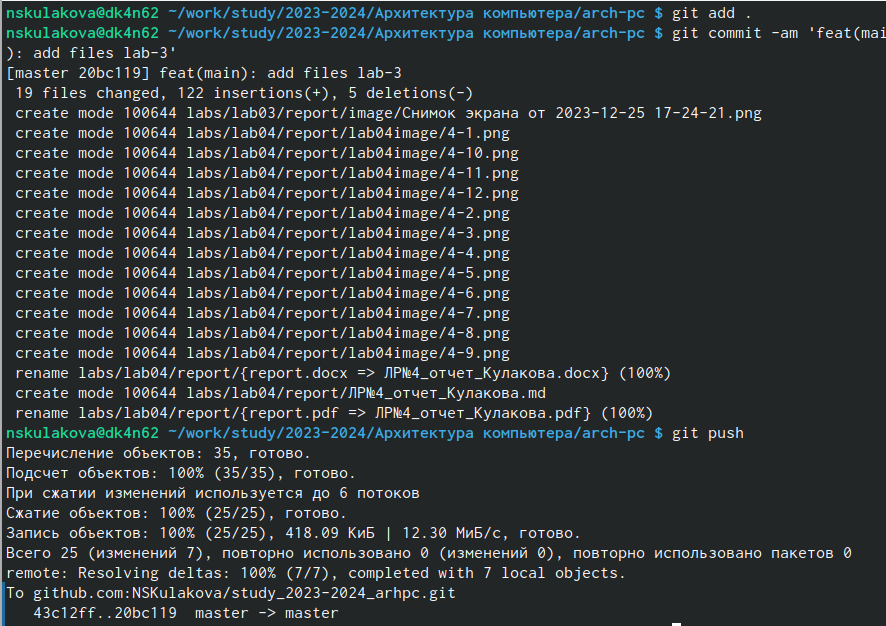 nskulakova@dk4n62 ~/work/study/2023-2024/Архитектура компьютера/arch-pc $ git add .
nskulakova@dk4n62 ~/work/study/2023-2024/Архитектура компьютера/arch-pc $ git commit -am 'feat(mai
): add files lab-3'
[master 20bc119] feat(main): add files lab-3
 19 files changed, 122 insertions(+), 5 deletions(-)
 create mode 100644 labs/lab03/report/image/Снимок экрана от 2023-12-25 17-24-21.png
 create mode 100644 labs/lab04/report/lab04image/4-1.png
 create mode 100644 labs/lab04/report/lab04image/4-10.png
 create mode 100644 labs/lab04/report/lab04image/4-11.png
 create mode 100644 labs/lab04/report/lab04image/4-12.png
 create mode 100644 labs/lab04/report/lab04image/4-2.png
 create mode 100644 labs/lab04/report/lab04image/4-3.png
 create mode 100644 labs/lab04/report/lab04image/4-4.png
 create mode 100644 labs/lab04/report/lab04image/4-5.png
 create mode 100644 labs/lab04/report/lab04image/4-6.png
 create mode 100644 labs/lab04/report/lab04image/4-7.png
 create mode 100644 labs/lab04/report/lab04image/4-8.png
 create mode 100644 labs/lab04/report/lab04image/4-9.png
 rename labs/lab04/report/{report.docx => ЛР№4_отчет_Кулакова.docx} (100%)
 create mode 100644 labs/lab04/report/ЛР№4_отчет_Кулакова.md
 rename labs/lab04/report/{report.pdf => ЛР№4_отчет_Кулакова.pdf} (100%)
nskulakova@dk4n62 ~/work/study/2023-2024/Архитектура компьютера/arch-pc $ git push
Перечисление объектов: 35, готово.
Подсчет объектов: 100% (35/35), готово.
При сжатии изменений используется до 6 потоков
Сжатие объектов: 100% (25/25), готово.
Запись объектов: 100% (25/25), 418.09 КиБ | 12.30 МиБ/с, готово.
Всего 25 (изменений 7), повторно использовано 0 (изменений 0), повторно использовано пакетов 0
remote: Resolving deltas: 100% (7/7), completed with 7 local objects.
To github.com:NSKulakova/study_2023-2024_arhpc.git
   43c12ff..20bc119  master -> master